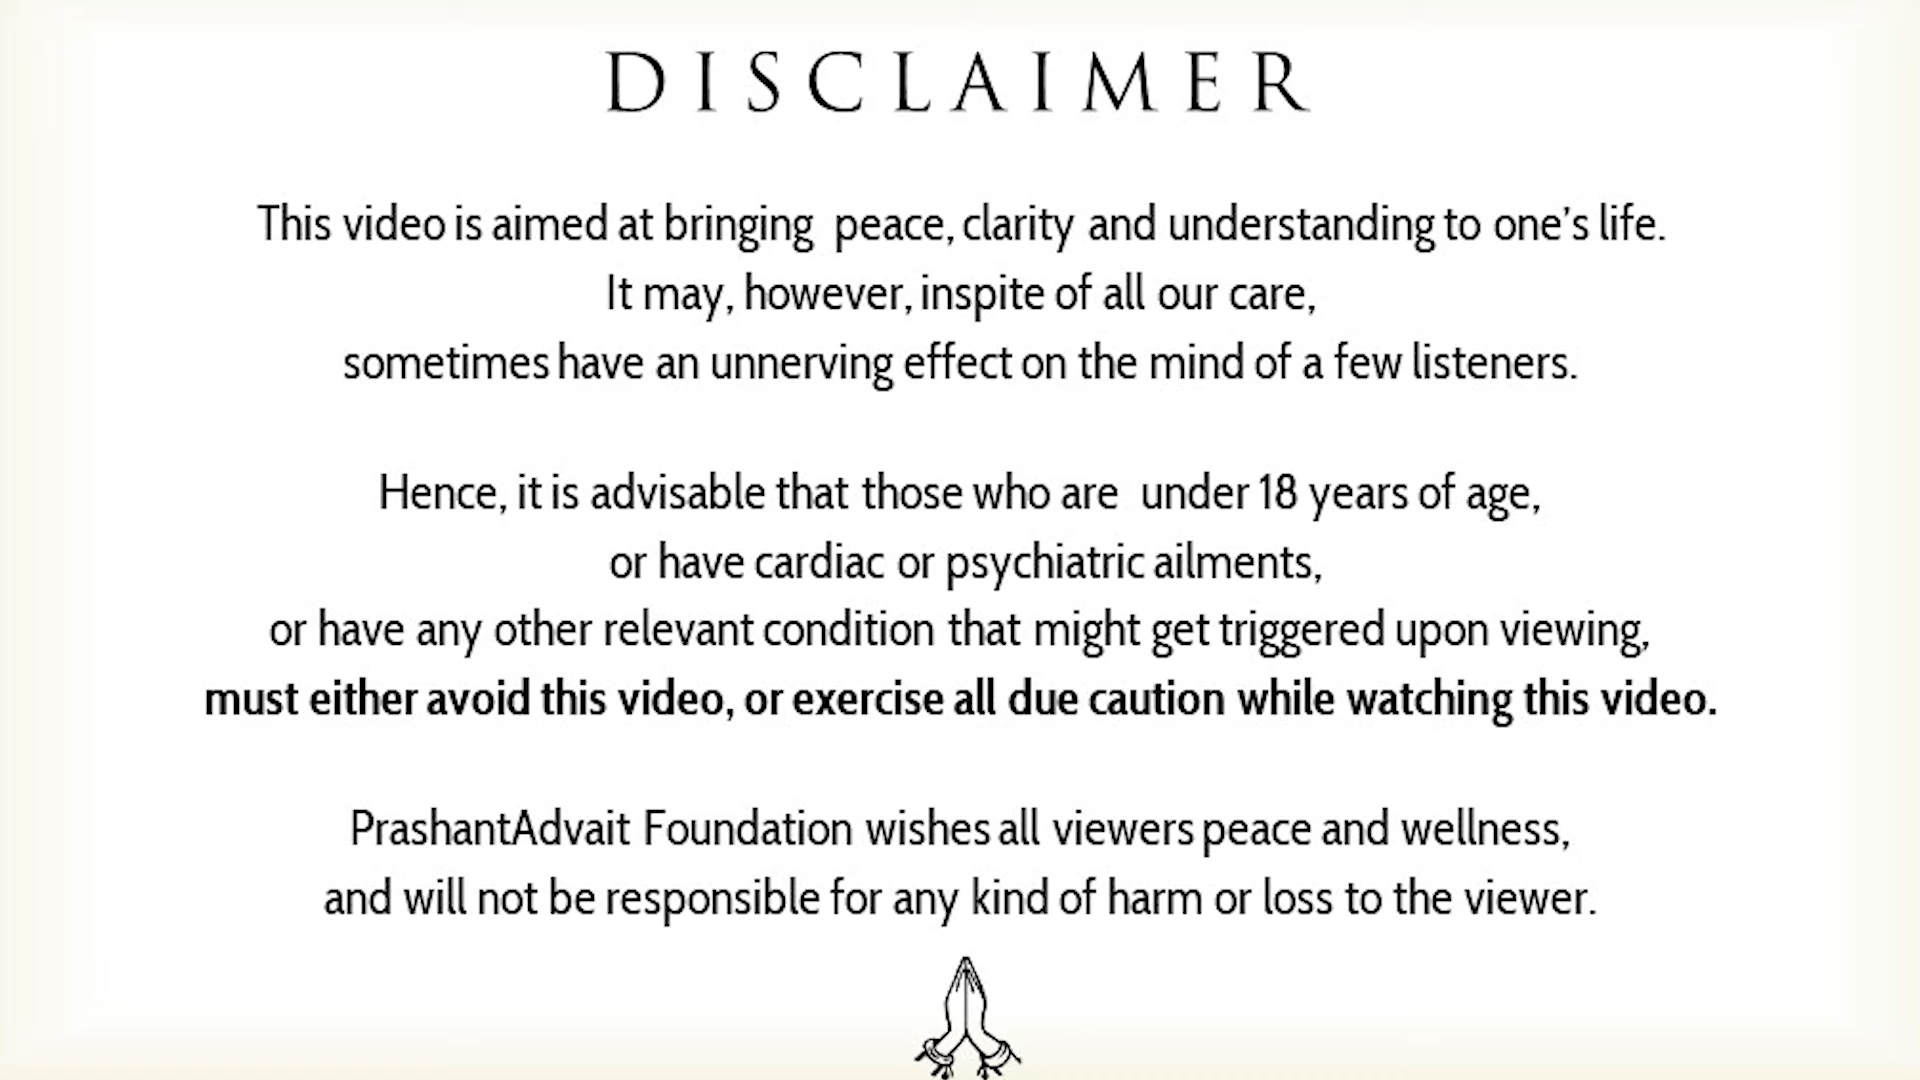 DISCLAIMER
This video is aimed at bringing peace, clarity and understanding to one's life.
It may, however, inspite of all our care,
sometimes have an unnerving effect on the mind of a few listeners.
Hence, it is advisable that those who are under 18 years of age,
or have cardiac or psychiatric ailments,
or have any other relevant condition that might get triggered upon viewing,
must either avoid this video, or exercise all due caution while watching this video.
PrashantAdvait Foundation wishes all viewers peace and wellness,
and will not be responsible for any kind of harm or loss to the viewer.